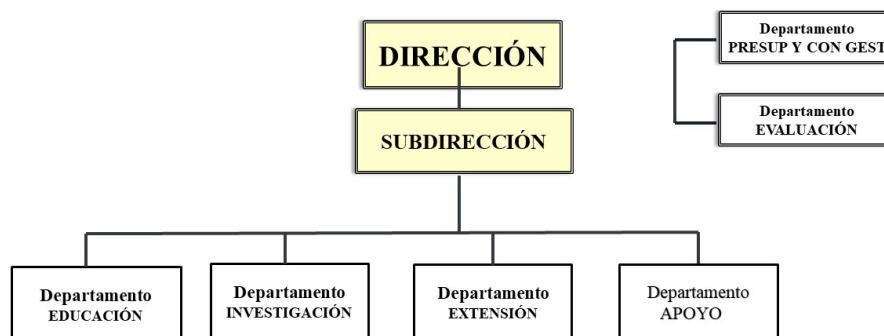 DIRECCIÓN
Departamento
PRESUP Y CON GEST
SUBDIRECCIÓN
Departamento
EVALUACIÓN
Departamento
EDUCACIÓN
Departamento
INVESTIGACIÓN
Departamento
EXTENSIÓN
Departamento
APOYO